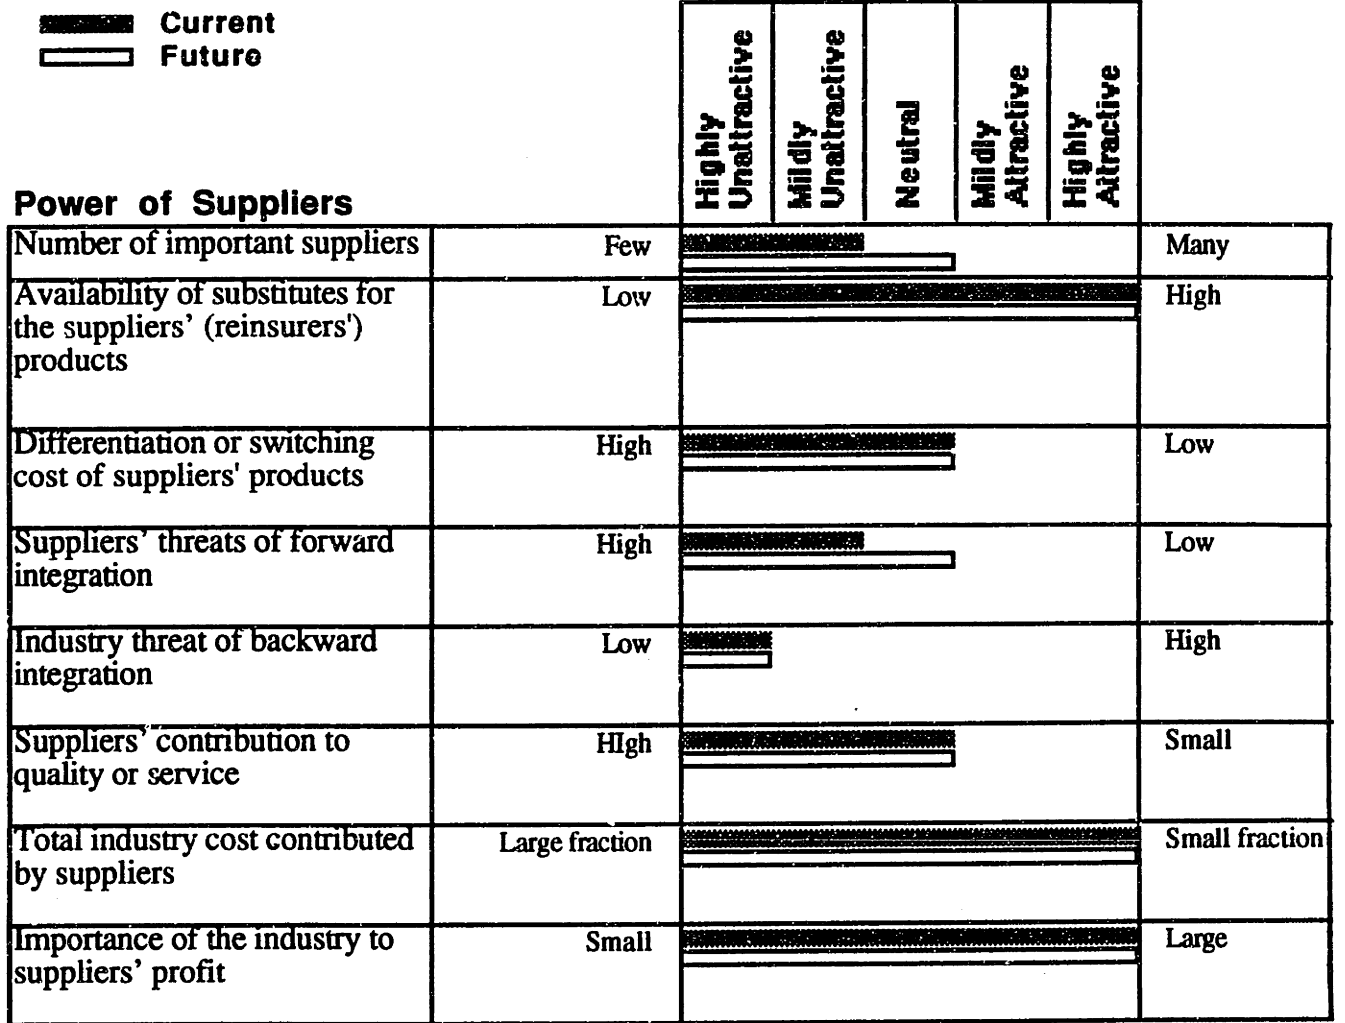 Current
Future
Highly
Unattractive
Mildly
Unattractive
Neutral
Mildly
Attractive
Highly
Attractive
Power of Suppliers
Number of important suppliers Few Many
Availability of substitutes for Low High
the suppliers’ (reinsurers')
products
Differentiation or switching High Low
cost of suppliers' products
Suppliers’ threats of forward High Low
integration
Industry threat of backward Low High
integration
Suppliers’ contribution to HIgh Small
quality or service
Total industry cost contributed Large fraction Small fraction
by suppliers
Importance of the industry to Small Large
suppliers’ profit